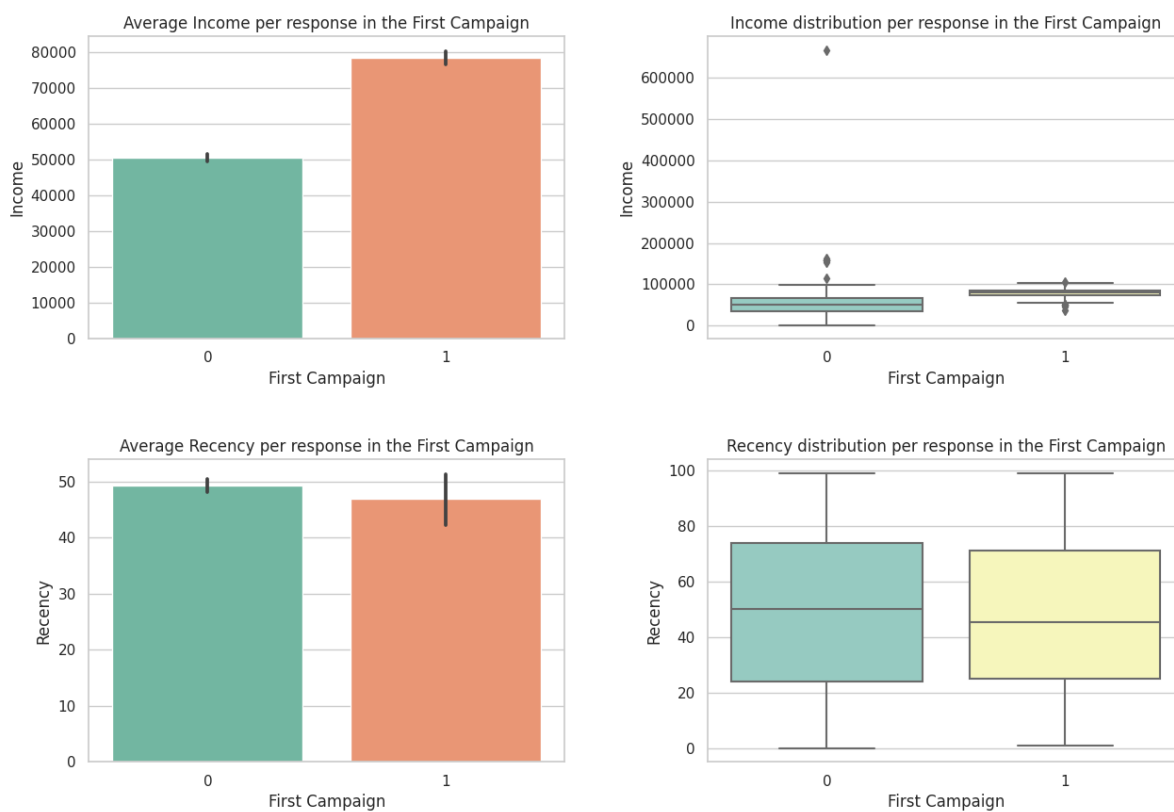 Average Income per response in the First Campaign
80000
70000
60000
50000
40000
30000
20000
10000
0
Income
0 1
First Campaign
Income distribution per response in the First Campaign
600000
500000
400000
300000
200000
100000
0
Income
0 1
First Campaign
Average Recency per response in the First Campaign
50
40
30
20
10
0
Recency
0 1
First Campaign
Recency distribution per response in the First Campaign
100
80
60
40
20
0
Recency
0 1
First Campaign